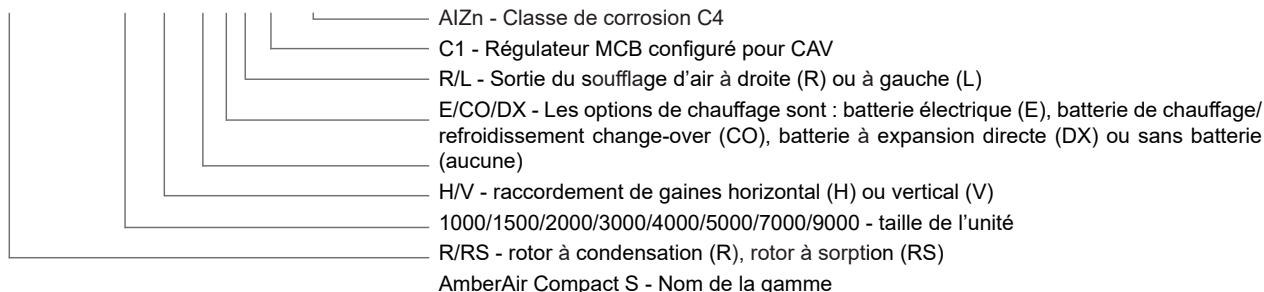 AlZn - Classe de corrosion C4
C1 - Régulateur MCB configuré pour CAV
R/L - Sortie du soufflage d’air à droite (R) ou à gauche (L)
E/CO/DX - Les options de chauffage sont : batterie électrique (E), batterie de chauffage/
refroidissement change-over (CO), batterie à expansion directe (DX) ou sans batterie
(aucune)
H/V - raccordement de gaines horizontal (H) ou vertical (V)
1000/1500/2000/3000/4000/5000/7000/9000 - taille de l’unité
R/RS - rotor à condensation (R), rotor à sorption (RS)
AmberAir Compact S - Nom de la gamme